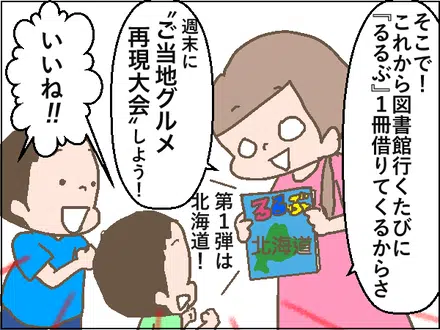 そこで！
これから図書館行くたびに
『るるぶ』１冊借りてくるからさ
週末に
〝ご当地グルメ
再現大会〟しよう！
いいね!!
第１弾は
北海道！
るるぶ
北海道